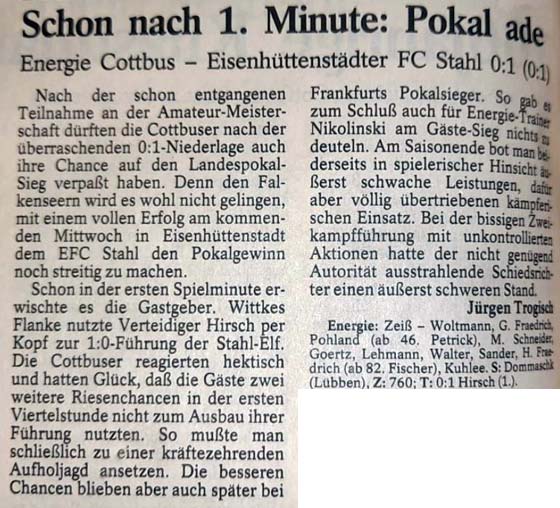 Schon nach 1. Minute: Pokal ade
Energie Cottbus – Eisenhüttenstädter FC Stahl 0:1 (0:1)
Nach der schon entgangenen
Teilnahme an der Amateur-Meister-
schaft dürften die Cottbuser nach der
überraschenden 0:1-Niederlage auch
ihre Chance auf den Landespokal-
Sieg verpaßt haben. Denn den Fal-
kenseern wird es wohl nicht gelingen,
mit einem vollen Erfolg am kommen-
den Mittwoch in Eisenhüttenstadt
dem EFC Stahl den Pokalgewinn
noch streitig zu machen.
Schon in der ersten Spielminute er-
wischte es die Gastgeber. Wittkes
Flanke nutzte Verteidiger Hirsch per
Kopf zur 1:0-Führung der Stahl-Elf.
Die Cottbuser reagierten hektisch
und hatten Glück, daß die Gäste zwei
weitere Riesenchancen in der ersten
Viertelstunde nicht zum Ausbau ihrer
Führung nutzten. So mußte man
schließlich zu einer kräftezehrenden
Aufholjagd ansetzen. Die besseren
Chancen blieben aber auch später bei
Frankfurts Pokalsieger. So gab es
zum Schluß auch für Energie-Trainer
Nikolinski am Gäste-Sieg nichts zu
deuteln. Am Saisonende bot man bei-
derseits in spielerischer Hinsicht äu-
ßerst schwache Leistungen, dafür
aber völlig übertriebenen kämpferi-
schen Einsatz. Bei der bissigen Zwei-
kampfführung mit unkontrollierten
Aktionen hatte der nicht genügend
Autorität ausstrahlende Schiedsrich-
ter einen äußerst schweren Stand.
Jürgen Trogisch
Energie: Zeiß – Woltmann, G. Fraedrich,
Pohland (ab 46. Petrick), M. Schneider,
Goertz, Lehmann, Walter, Sander, H. Frae-
drich (ab 82. Fischer), Kuhlee. S: Dommaschk
(Lübben), Z: 760; T: 0:1 Hirsch (1.).